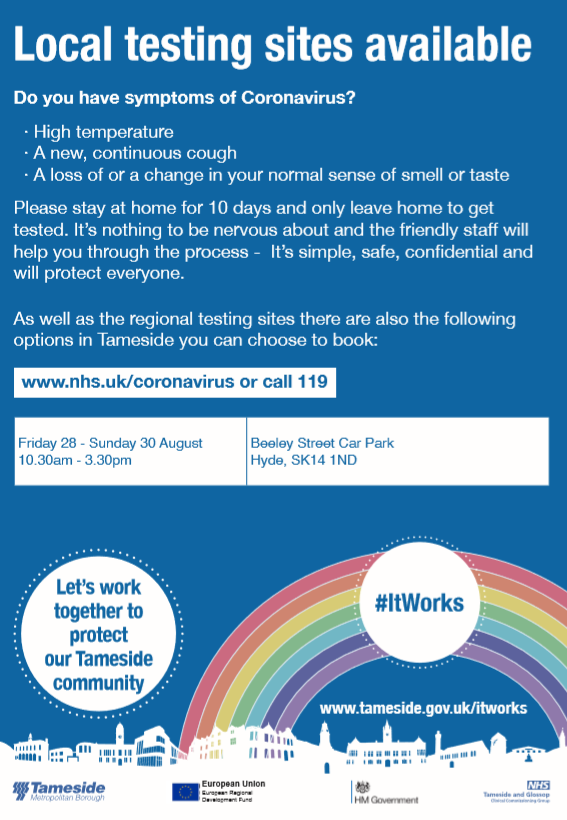 Local testing sites available
Do you have symptoms of Coronavirus?
· High temperature
· A new, continuous cough
· A loss of or a change in your normal sense of smell or taste
Please stay at home for 10 days and only leave home to get
tested. It’s nothing to be nervous about and the friendly staff will
help you through the process - It’s simple, safe, confidential and
will protect everyone.
As well as the regional testing sites there are also the following
options in Tameside you can choose to book:
www.nhs.uk/coronavirus or call 119
Friday 28 - Sunday 30 August
10.30am - 3.30pm
Beeley Street Car Park
Hyde, SK14 1ND
Let’s work
together to
protect
our Tameside
community
#ItWorks
www.tameside.gov.uk/itworks
Tameside
Metropolitan Borough
European Union
European Regional
Development Fund
HM Government
NHS
Tameside and Glossop
Clinical Commissioning Group